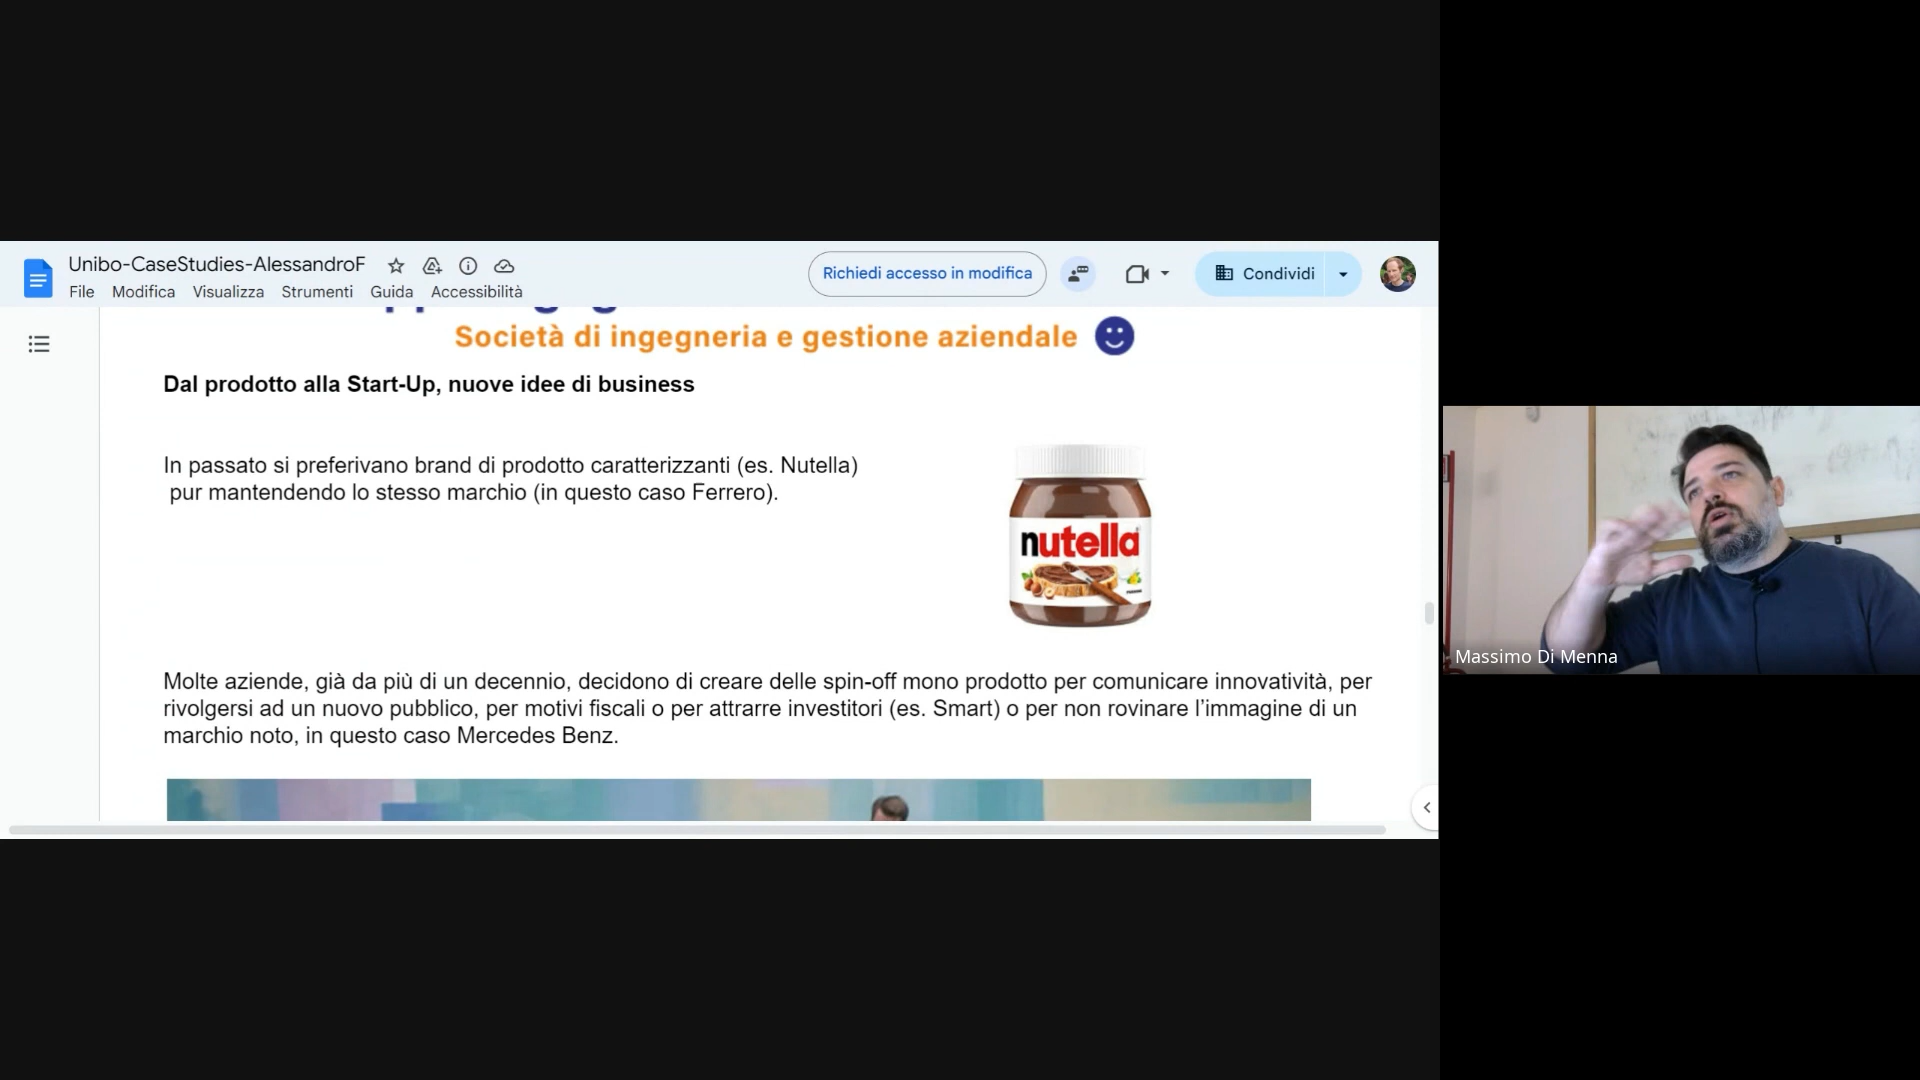 Unibo-CaseStudies-AlessandroF
File Modifica Visualizza Strumenti Guida Accessibilità
Richiedi accesso in modifica
Condividi
Società di ingegneria e gestione aziendale
Dal prodotto alla Start-Up, nuove idee di business
In passato si preferivano brand di prodotto caratterizzanti (es. Nutella)
pur mantendendo lo stesso marchio (in questo caso Ferrero).
nutella
Molte aziende, già da più di un decennio, decidono di creare delle spin-off mono prodotto per comunicare innovatività, per
rivolgersi ad un nuovo pubblico, per motivi fiscali o per attrarre investitori (es. Smart) o per non rovinare l’immagine di un
marchio noto, in questo caso Mercedes Benz.
Massimo Di Menna